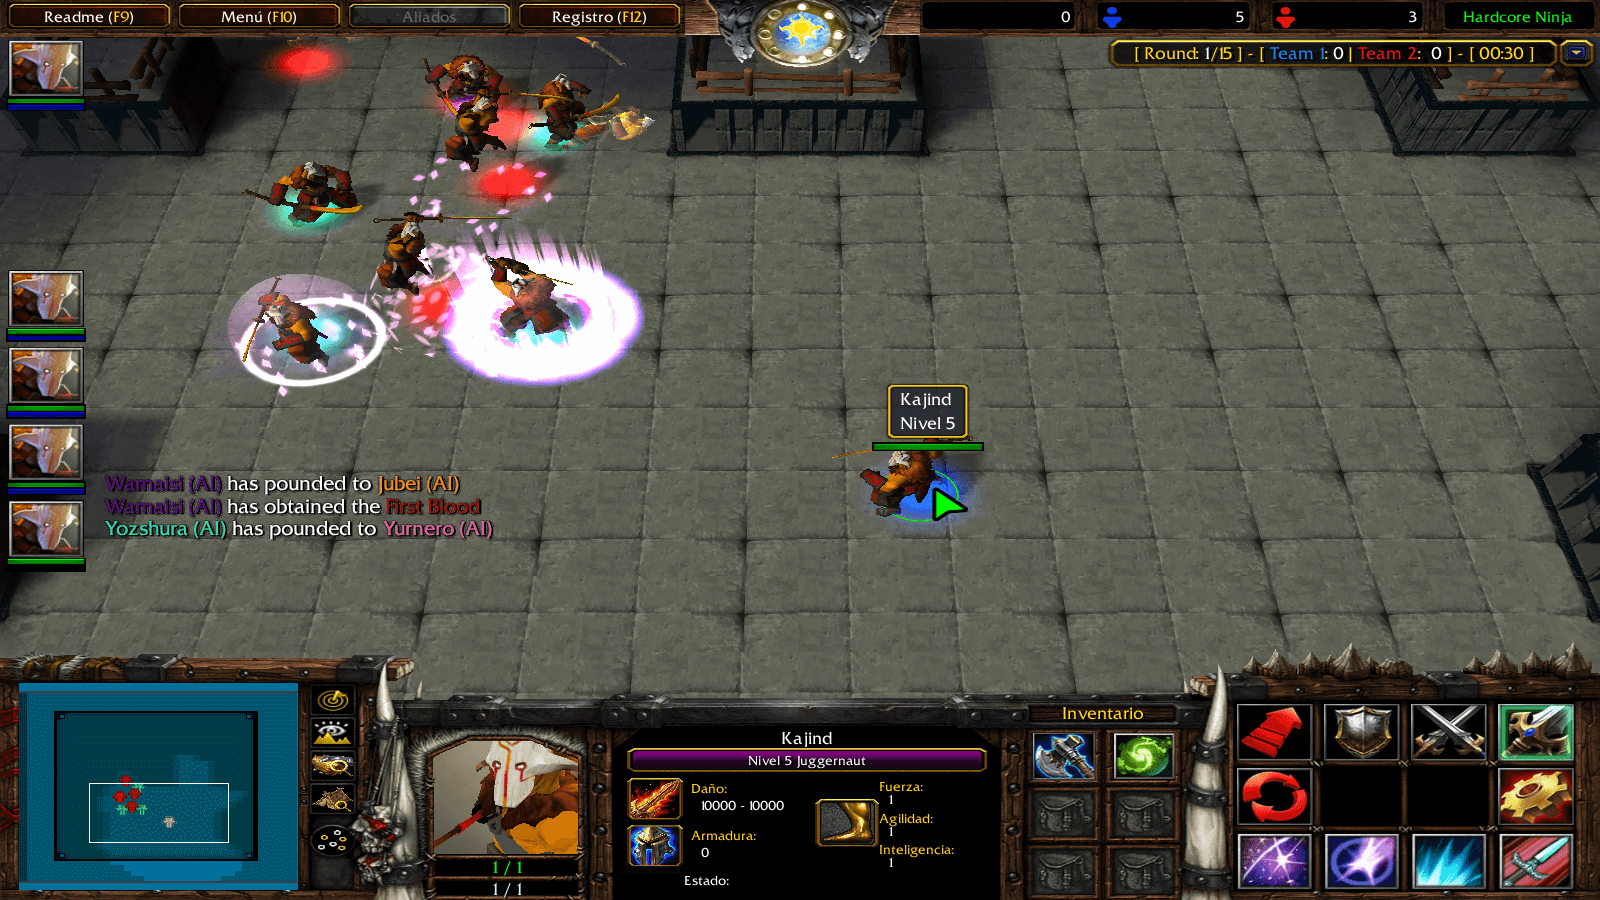 Readme (F9)
Menú (F10)
Aliados
Registro (F12)
0
5
3
Hardcore Ninja
[ Round: 1/15 ] - [ Team 1: 0 | Team 2: 0 ] - [ 00:30 ]
Kajind
Nivel 5
Wamaisi (AI) has pounded to Jubei (AI)
Wamaisi (AI) has obtained the First Blood
Yozshura (AI) has pounded to Yurnero (AI)
Kajind
Nivel 5 Juggernaut
Daño:
10000 - 10000
Armadura:
0
Estado:
Fuerza:
1
Agilidad:
1
Inteligencia:
1
1 / 1
1 / 1
Inventario